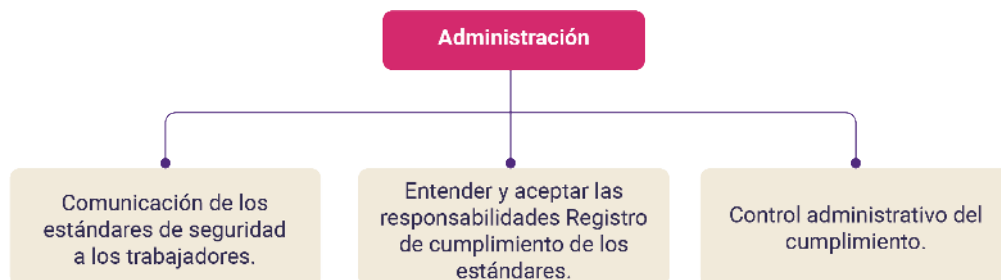 Administración
Comunicación de los
estándares de seguridad
a los trabajadores.
Entender y aceptar las
responsabilidades Registro
de cumplimiento de los
estándares.
Control administrativo del
cumplimiento.